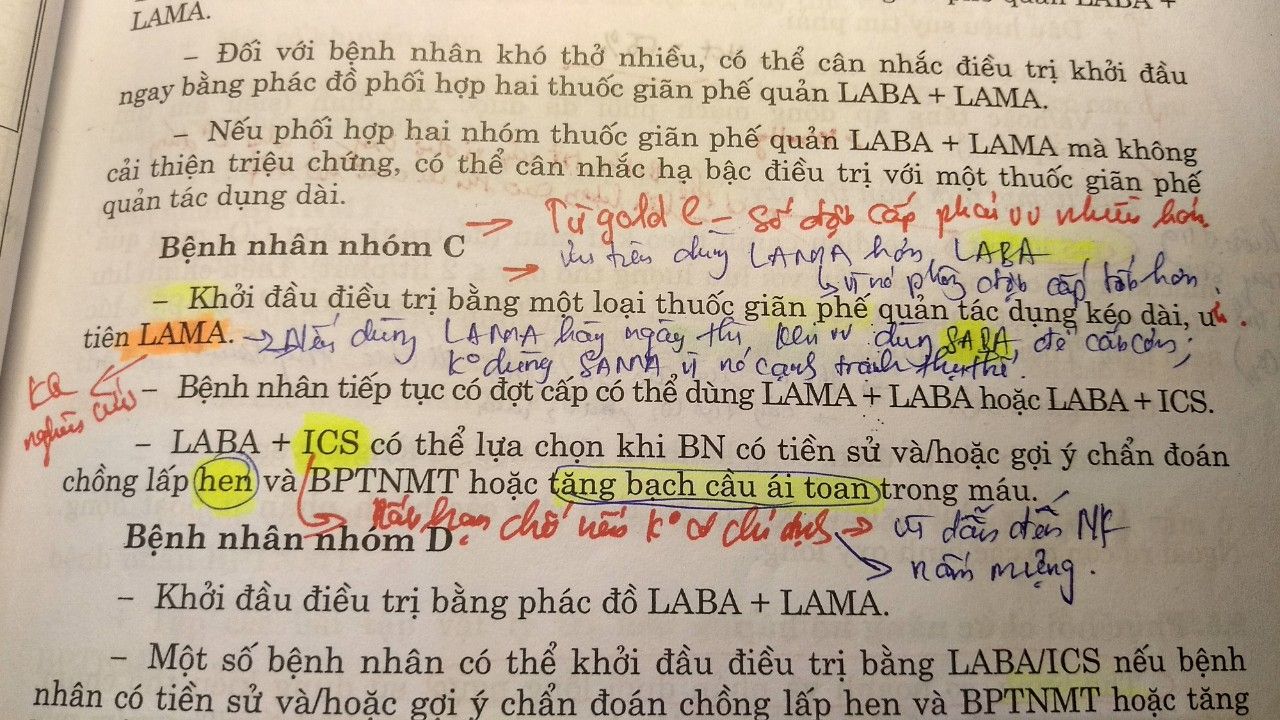 LAMA.
– Đối với bệnh nhân khó thở nhiều, có thể cân nhắc điều trị khởi đầu
ngay bằng phác đồ phối hợp hai thuốc giãn phế quản LABA + LAMA.
– Nếu phối hợp hai nhóm thuốc giãn phế quản LABA + LAMA mà không
cải thiện triệu chứng, có thể cân nhắc hạ bậc điều trị với một thuốc giãn phế
quản tác dụng dài.
→ Từ gold C – số đợt cấp phải vv nhiều hơn
Bệnh nhân nhóm C
→ ưu tiên dùng LAMA hơn LABA
↳ vì nó phòng đợt cấp tốt hơn.
– Khởi đầu điều trị bằng một loại thuốc giãn phế quản tác dụng kéo dài, ưu
tiên LAMA. → Nếu dùng LAMA hàng ngày thì, dùng SABA, để cắt cơn;
K° dùng SAMA vì nó cạnh tranh thụ thể.
KQ nghiên cứu
– Bệnh nhân tiếp tục có đợt cấp có thể dùng LAMA + LABA hoặc LABA + ICS.
– LABA + ICS có thể lựa chọn khi BN có tiền sử và/hoặc gợi ý chẩn đoán
chồng lấp hen và BPTNMT hoặc tăng bạch cầu ái toan trong máu.
→ hạn chế nếu K° có chỉ định → vì dẫn đến NK
Bệnh nhân nhóm D.
→ nấm miệng.
– Khởi đầu điều trị bằng phác đồ LABA + LAMA.
– Một số bệnh nhân có thể khởi đầu điều trị bằng LABA/ICS nếu bệnh
nhân có tiền sử và/hoặc gợi ý chẩn đoán chồng lấp hen và BPTNMT hoặc tăng